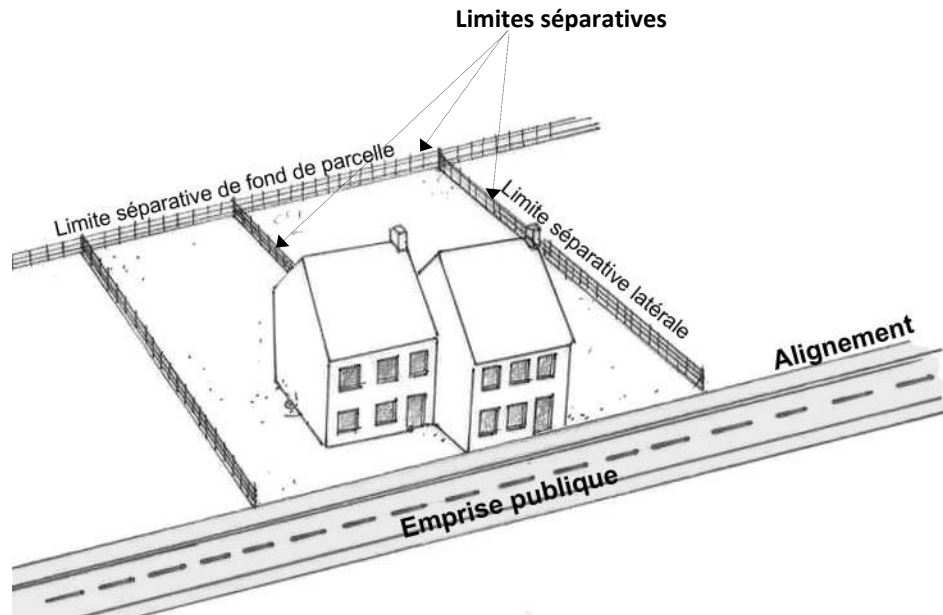 Limites séparatives
Limite séparative de fond de parcelle
Limite séparative latérale
Alignement
Emprise publique